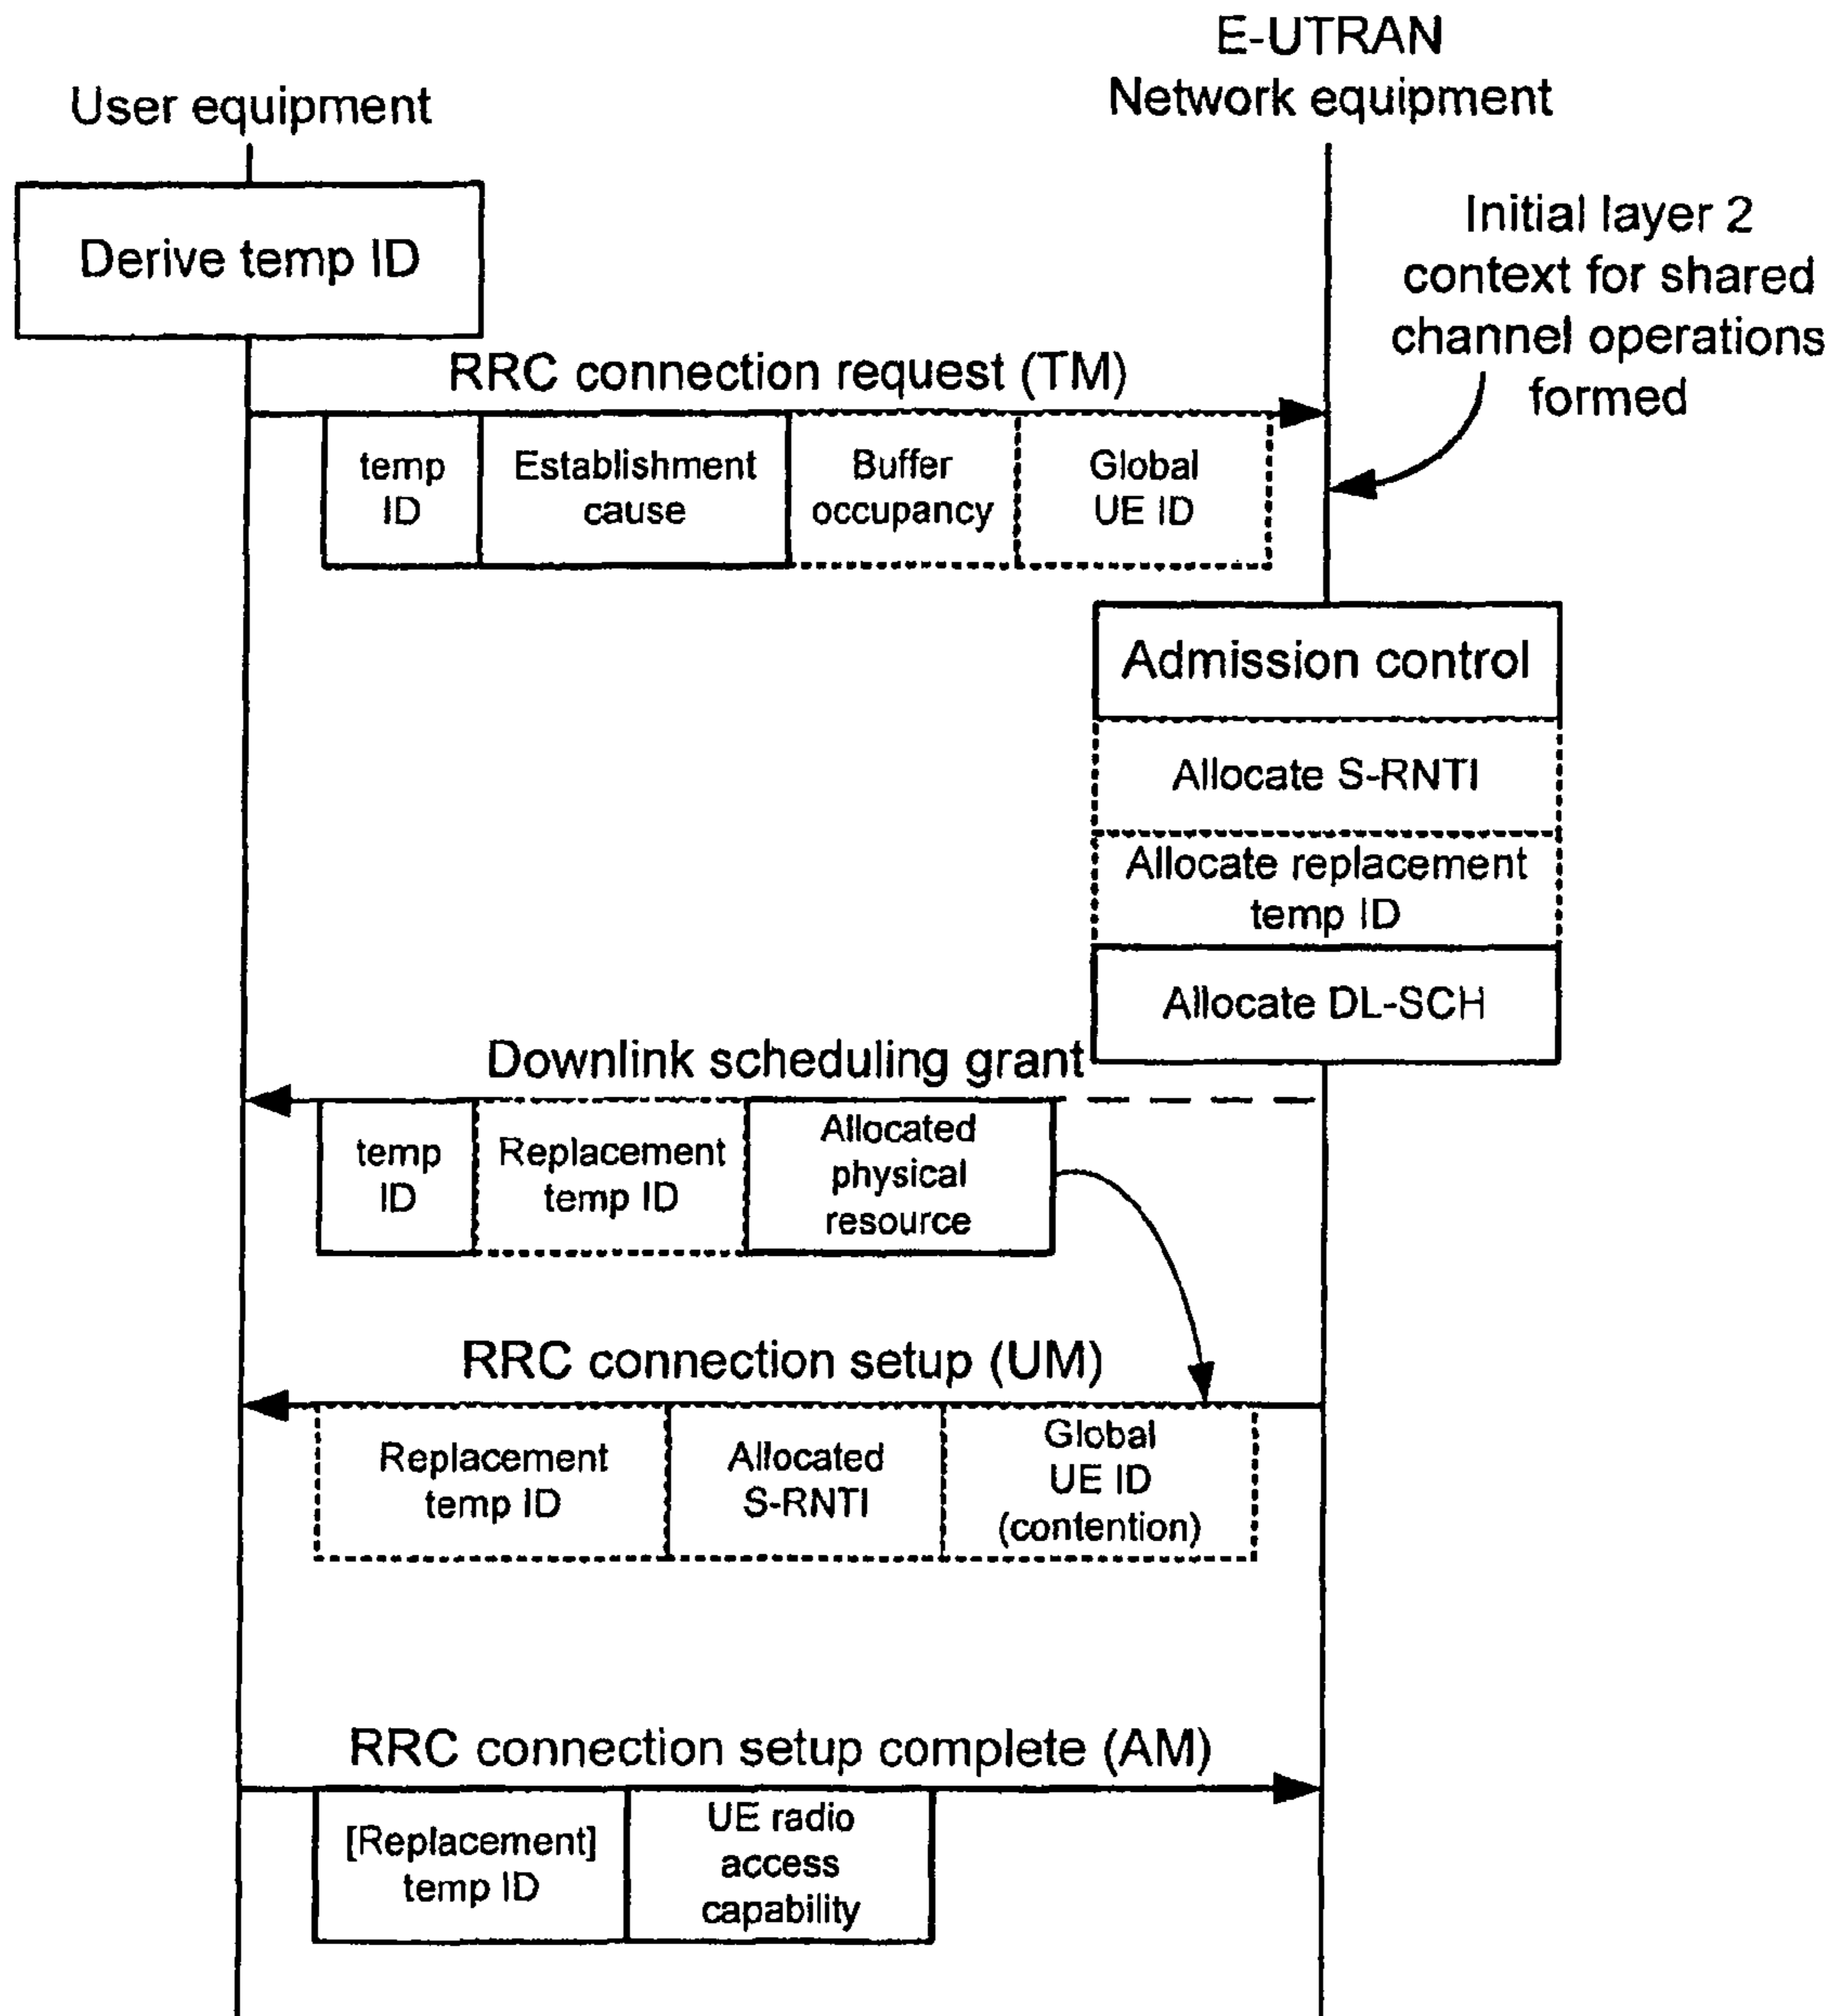 E-UTRAN
Network equipment
User equipment
Derive temp ID
Initial layer 2
context for shared
channel operations
formed
RRC connection request (TM)
temp
ID
Establishment
cause
Buffer
occupancy
Global
UE ID
Admission control
Allocate S-RNTI
Allocate replacement
temp ID
Allocate DL-SCH
Downlink scheduling grant
temp
ID
Replacement
temp ID
Allocated
physical
resource
RRC connection setup (UM)
Replacement
temp ID
Allocated
S-RNTI
Global
UE ID
(contention)
RRC connection setup complete (AM)
[Replacement]
temp ID
UE radio
access
capability